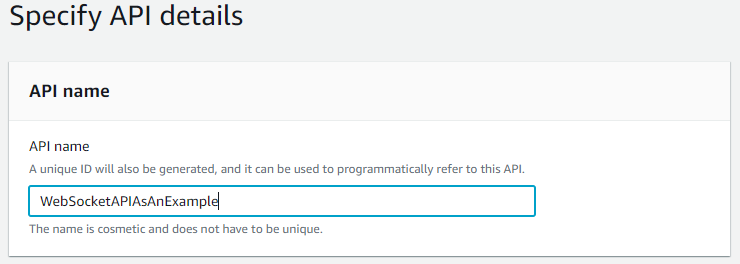 Specify API details
API name
API name
A unique ID will also be generated, and it can be used to programmatically refer to this API.
WebSocketAPIAsAnExample
The name is cosmetic and does not have to be unique.